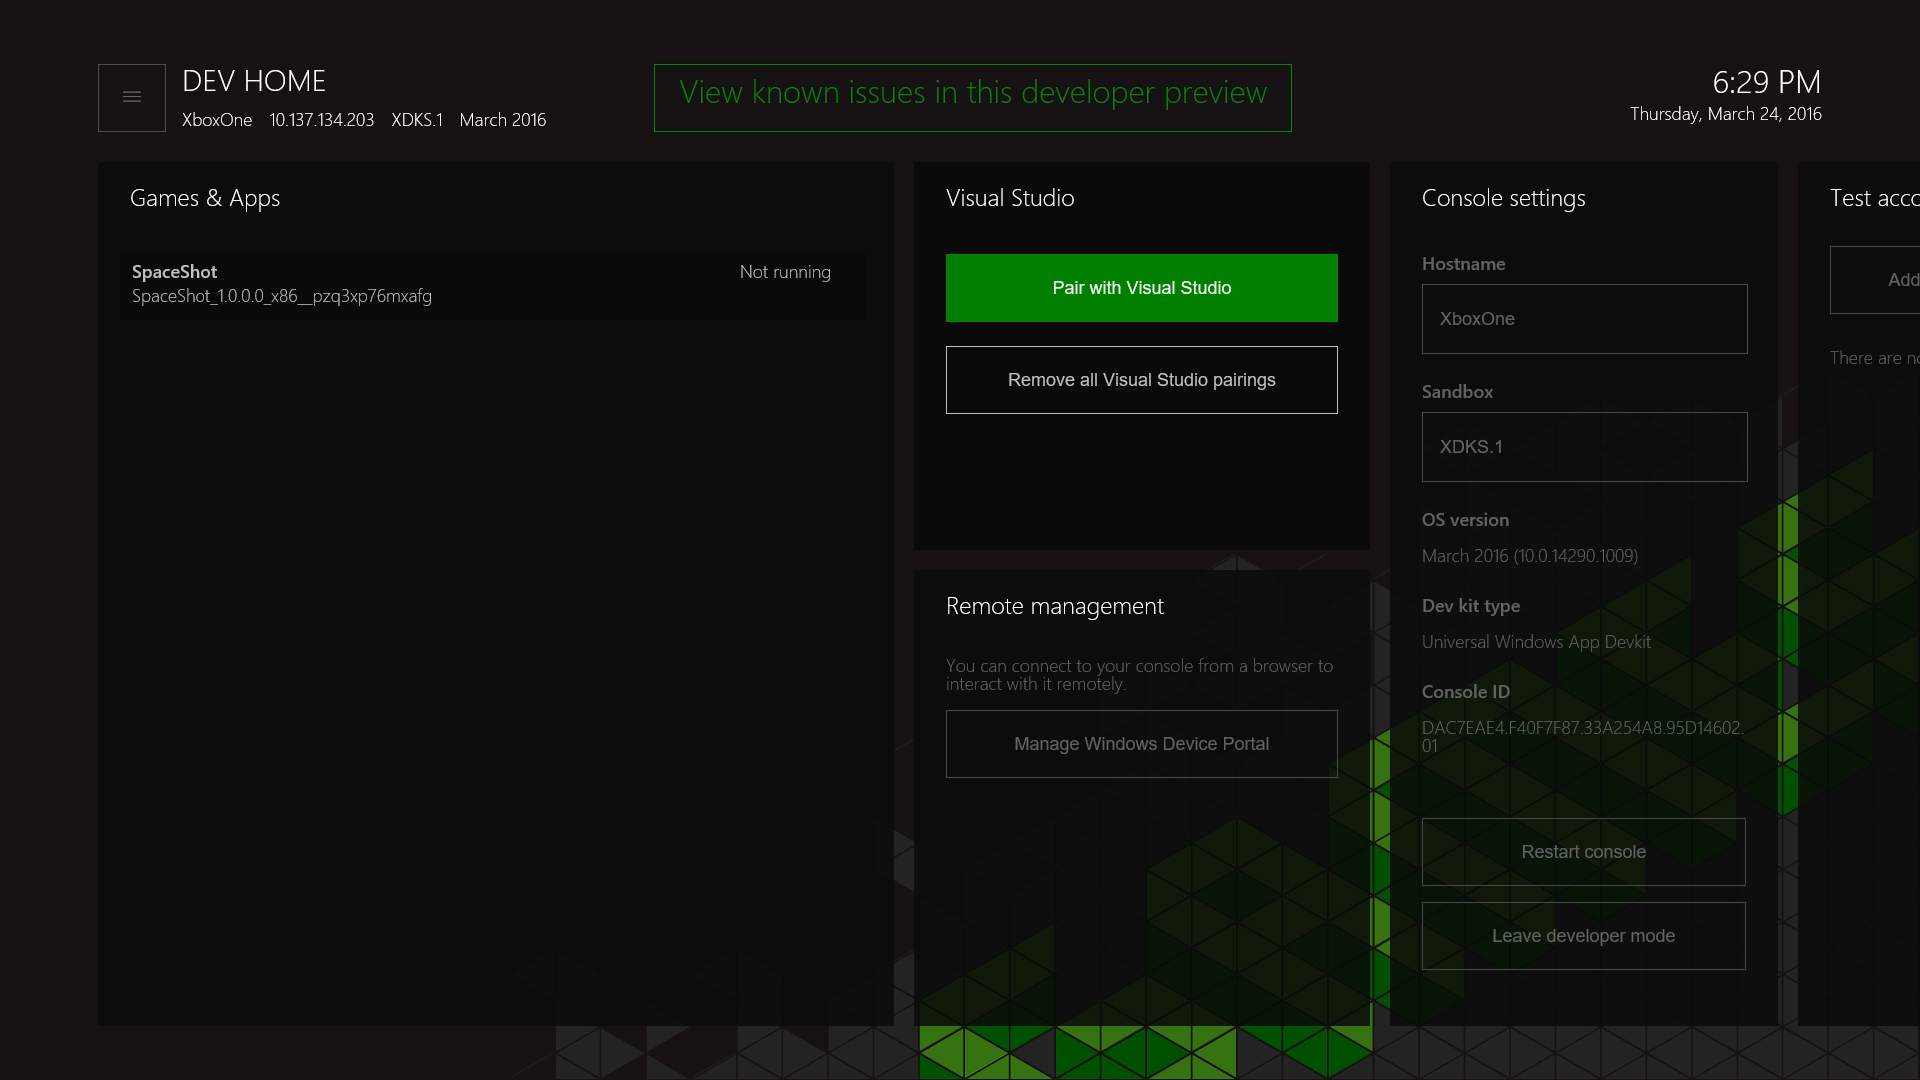 DEV HOME
XboxOne 10.137.134.203 XDKS.1 March 2016
View known issues in this developer preview
6:29 PM
Thursday, March 24, 2016
Games & Apps
SpaceShot Not running
SpaceShot_1.0.0.0_x86__pzq3xp76mxafg
Visual Studio
Pair with Visual Studio
Remove all Visual Studio pairings
Remote management
You can connect to your console from a browser to
interact with it remotely.
Manage Windows Device Portal
Console settings
Hostname
XboxOne
Sandbox
XDKS.1
OS version
March 2016 (10.0.14290.1009)
Dev kit type
Universal Windows App Devkit
Console ID
DAC7EAE4.F40F7F87.33A254A8.95D14602.
01
Restart console
Leave developer mode
Test acco
Add
There are no